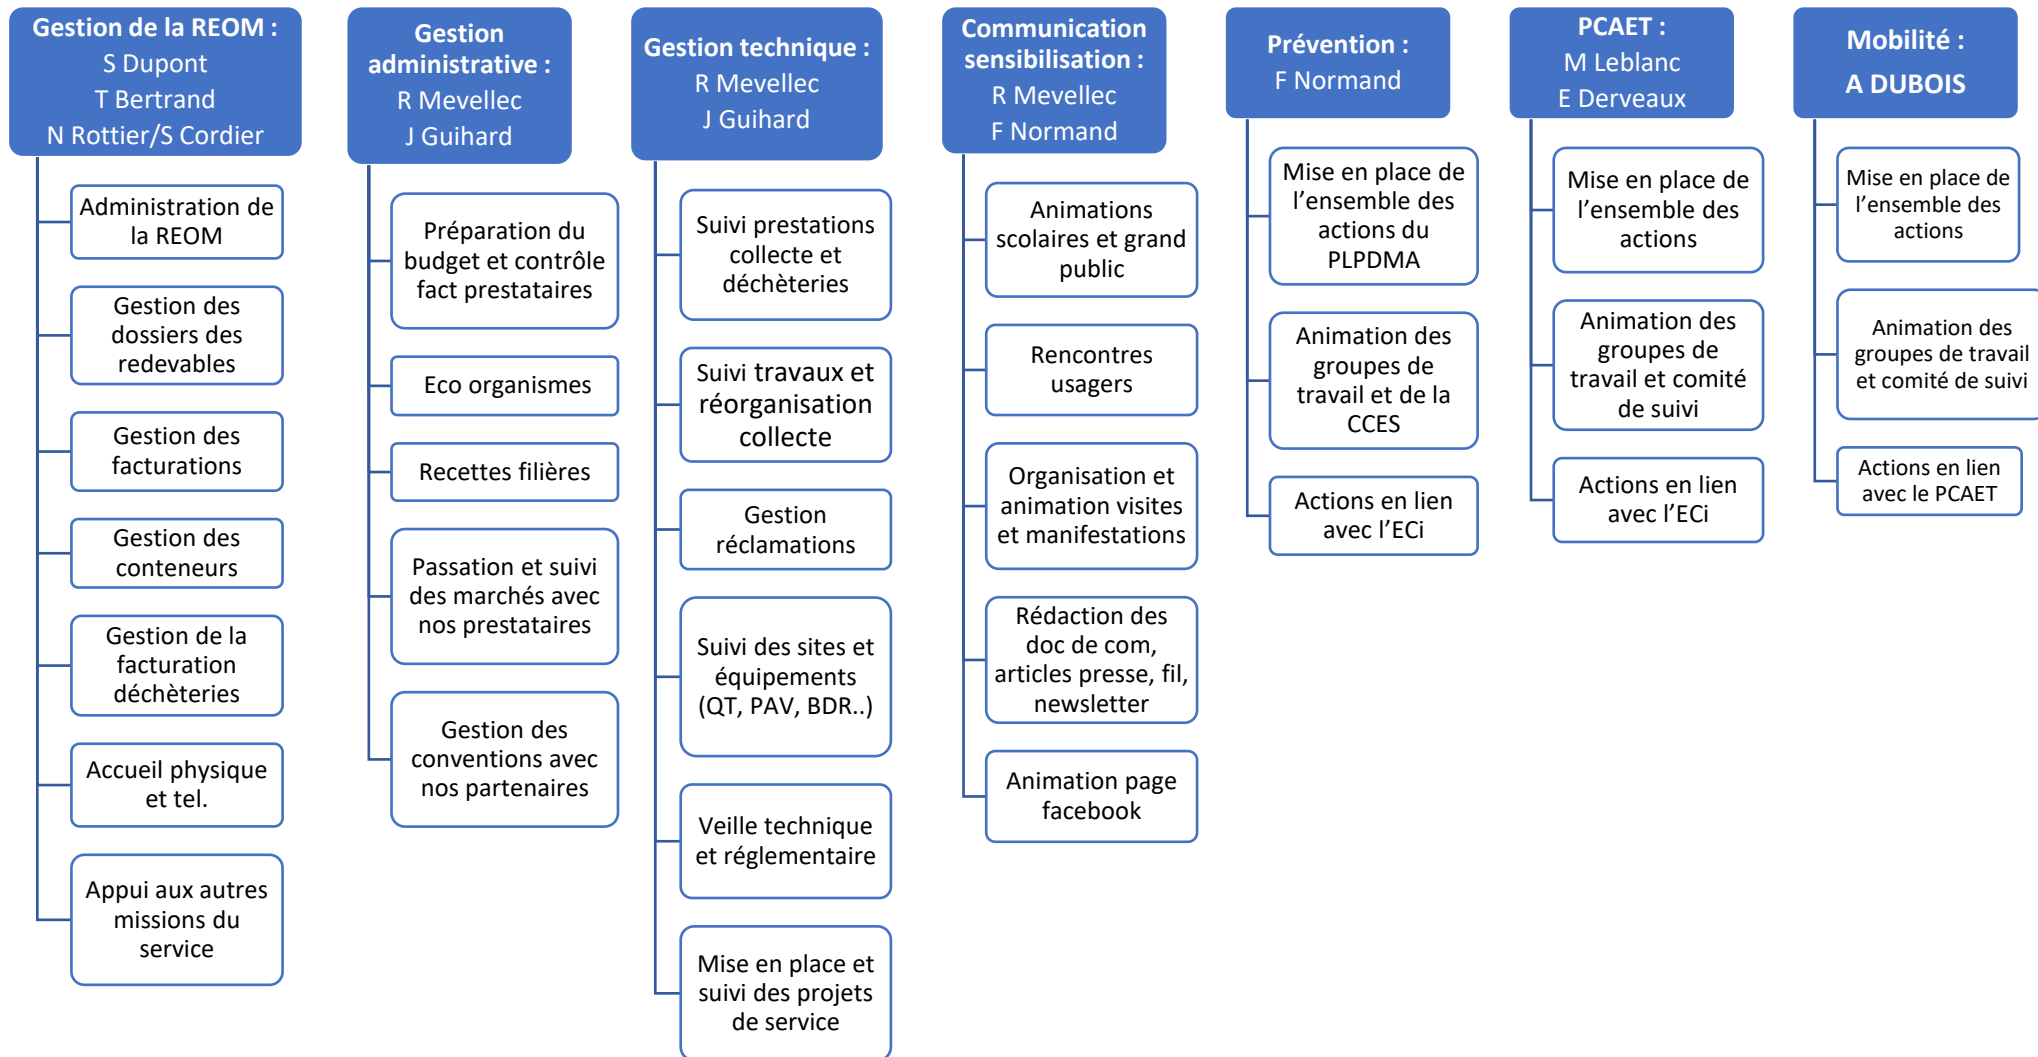 Gestion de la REOM :
S Dupont
T Bertrand
N Rottier/S Cordier
Administration de
la REOM
Gestion des
dossiers des
redevables
Gestion des
facturations
Gestion des
conteneurs
Gestion de la
facturation
déchèteries
Accueil physique
et tel.
Appui aux autres
missions du
service
Gestion
administrative :
R Mevellec
J Guihard
Préparation du
budget et contrôle
fact prestataires
Eco organismes
Recettes filières
Passation et suivi
des marchés avec
nos prestataires
Gestion des
conventions avec
nos partenaires
Gestion technique :
R Mevellec
J Guihard
Suivi prestations
collecte et
déchèteries
Suivi travaux et
réorganisation
collecte
Gestion
réclamations
Suivi des sites et
équipements
(QT, PAV, BDR..)
Veille technique
et réglementaire
Mise en place et
suivi des projets
de service
Communication
sensibilisation :
R Mevellec
F Normand
Animations
scolaires et grand
public
Rencontres
usagers
Organisation et
animation visites
et manifestations
Rédaction des
doc de com,
articles presse, fil,
newsletter
Animation page
facebook
Prévention :
F Normand
Mise en place de
l'ensemble des
actions du
PLPDMA
Animation des
groupes de
travail et de la
CCES
Actions en lien
avec l'ECi
PCAET :
M Leblanc
E Derveaux
Mise en place de
l'ensemble des
actions
Animation des
groupes de
travail et comité
de suivi
Actions en lien
avec l'ECi
Mobilité :
A DUBOIS
Mise en place de
l'ensemble des
actions
Animation des
groupes de travail
et comité de suivi
Actions en lien
avec le PCAET